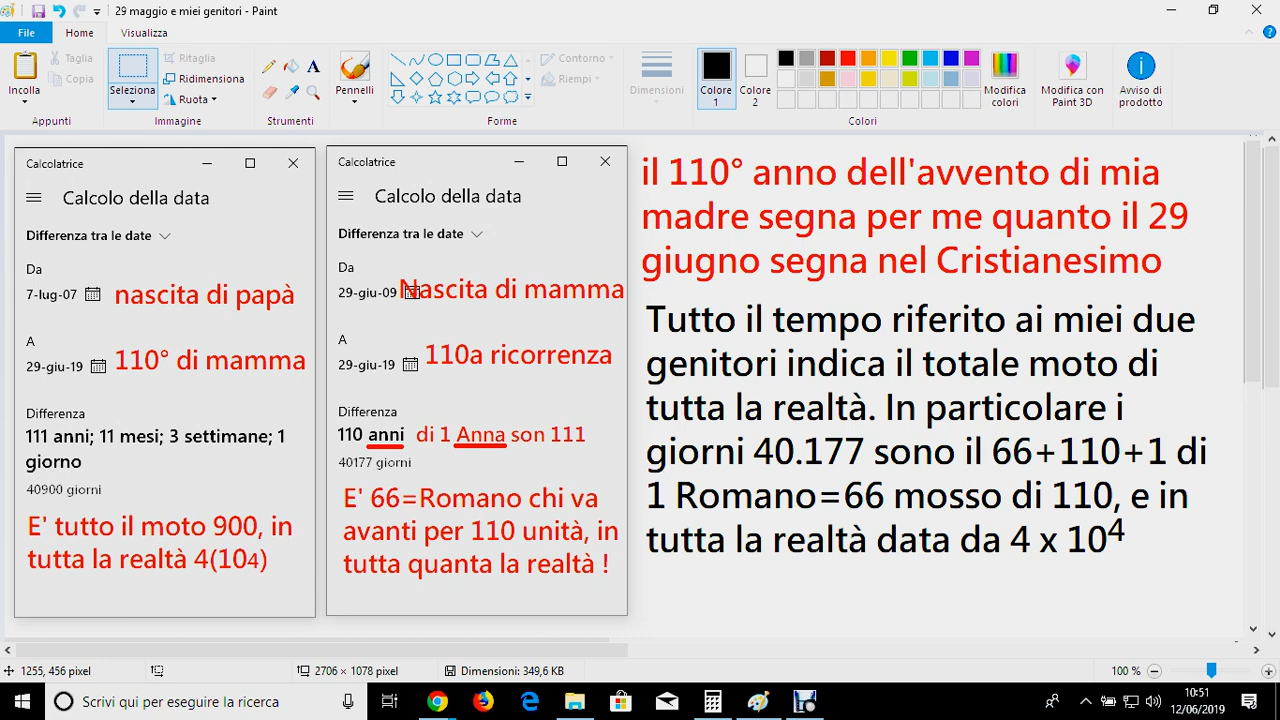 29 maggio e miei genitori - Paint
File Home Visualizza
Incolla
Taglia
Copia
Appunti
Selezione
Ritaglia
Ridimensiona
Ruota
Immagine
Strumenti
Pennelli
Contorno
Riempi
Forme
Dimensioni
Colore
1
Colore
2
Modifica
colori
Colori
Modifica con
Paint 3D
Avviso di
prodotto
Calcolatrice
Calcolo della data
Differenza tra le date
Da
7-lug-07 nascita di papà
A
29-giu-19 110° di mamma
Differenza
111 anni; 11 mesi; 3 settimane; 1
giorno
40900 giorni
E' tutto il moto 900, in
tutta la realtà 4(104)
Calcolatrice
Calcolo della data
Differenza tra le date
Da
29-giu-09 Nascita di mamma
A
29-giu-19 110a ricorrenza
Differenza
110 anni di 1 Anna son 111
40177 giorni
E' 66=Romano chi va
avanti per 110 unità, in
tutta quanta la realtà !
il 110° anno dell'avvento di mia
madre segna per me quanto il 29
giugno segna nel Cristianesimo
Tutto il tempo riferito ai miei due
genitori indica il totale moto di
tutta la realtà. In particolare i
giorni 40.177 sono il 66+110+1 di
1 Romano=66 mosso di 110, e in
tutta la realtà data da 4 x 10⁴
1255, 456 pixel
2706 × 1078 pixel
Dimensioni: 349,6 KB
100 %
Scrivi qui per eseguire la ricerca
10:51
12/06/2019